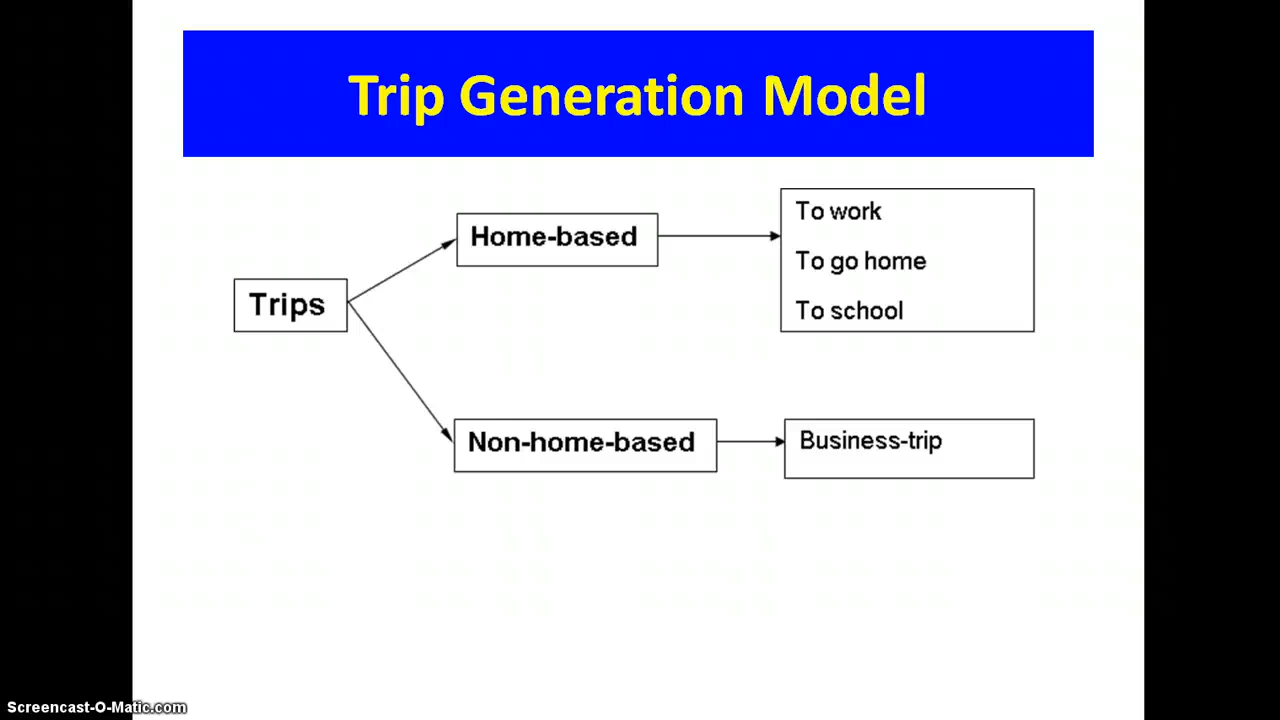 Trip Generation Model
Home-based
To work
To go home
To school
Trips
Non-home-based
Business-trip
Screencast-O-Matic.com